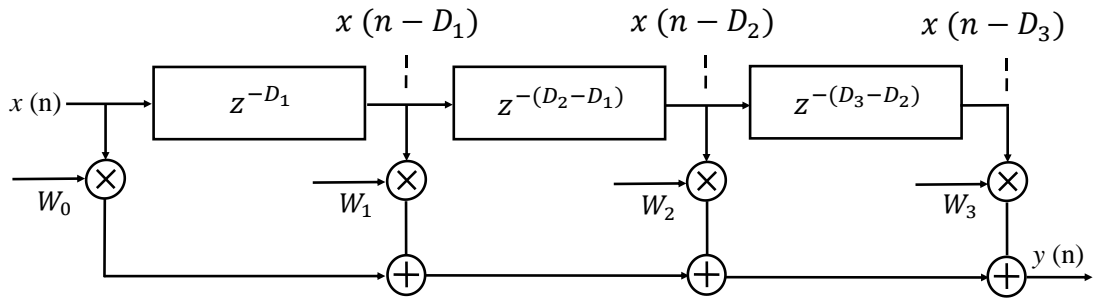 x (n − D₁)
x (n − D₂)
x (n − D₃)
x (n)
z^{−D₁}
z^{−(D₂−D₁)}
z^{−(D₃−D₂)}
W₀
W₁
W₂
W₃
y (n)